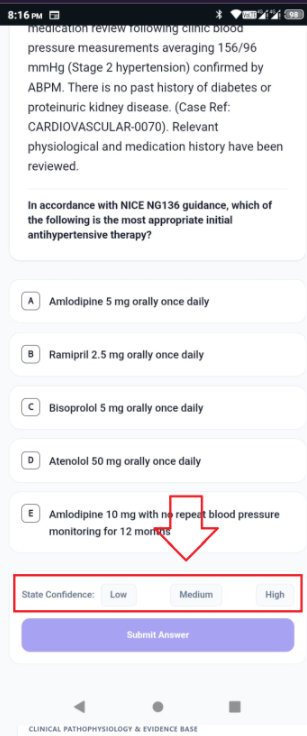 8:16 PM
98
medication review following clinic blood
pressure measurements averaging 156/96
mmHg (Stage 2 hypertension) confirmed by
ABPM. There is no past history of diabetes or
proteinuric kidney disease. (Case Ref:
CARDIOVASCULAR-0070). Relevant
physiological and medication history have been
reviewed.
In accordance with NICE NG136 guidance, which of
the following is the most appropriate initial
antihypertensive therapy?
A Amlodipine 5 mg orally once daily
B Ramipril 2.5 mg orally once daily
C Bisoprolol 5 mg orally once daily
D Atenolol 50 mg orally once daily
E Amlodipine 10 mg with no repeat blood pressure
monitoring for 12 months
State Confidence: Low Medium High
Submit Answer
CLINICAL PATHOPHYSIOLOGY & EVIDENCE BASE